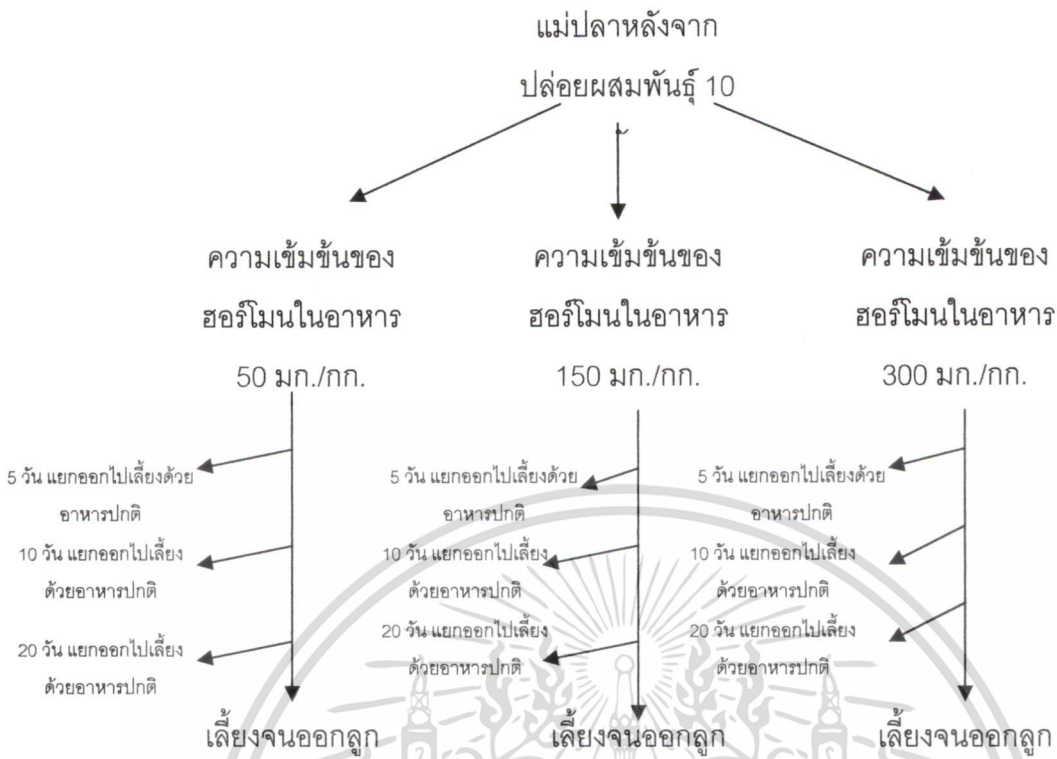 แม่ปลาหลังจาก
ปล่อยผสมพันธุ์ 10
ความเข้มข้นของ
ฮอร์โมนในอาหาร
50 มก./กก.
ความเข้มข้นของ
ฮอร์โมนในอาหาร
150 มก./กก.
ความเข้มข้นของ
ฮอร์โมนในอาหาร
300 มก./กก.
5 วัน แยกออกไปเลี้ยงด้วย
อาหารปกติ
10 วัน แยกออกไปเลี้ยง
ด้วยอาหารปกติ
20 วัน แยกออกไปเลี้ยง
ด้วยอาหารปกติ
เลี้ยงจนออกลูก
5 วัน แยกออกไปเลี้ยงด้วย
อาหารปกติ
10 วัน แยกออกไปเลี้ยง
ด้วยอาหารปกติ
20 วัน แยกออกไปเลี้ยง
ด้วยอาหารปกติ
เลี้ยงจนออกลูก
5 วัน แยกออกไปเลี้ยงด้วย
อาหารปกติ
10 วัน แยกออกไปเลี้ยง
ด้วยอาหารปกติ
20 วัน แยกออกไปเลี้ยง
ด้วยอาหารปกติ
เลี้ยงจนออกลูก